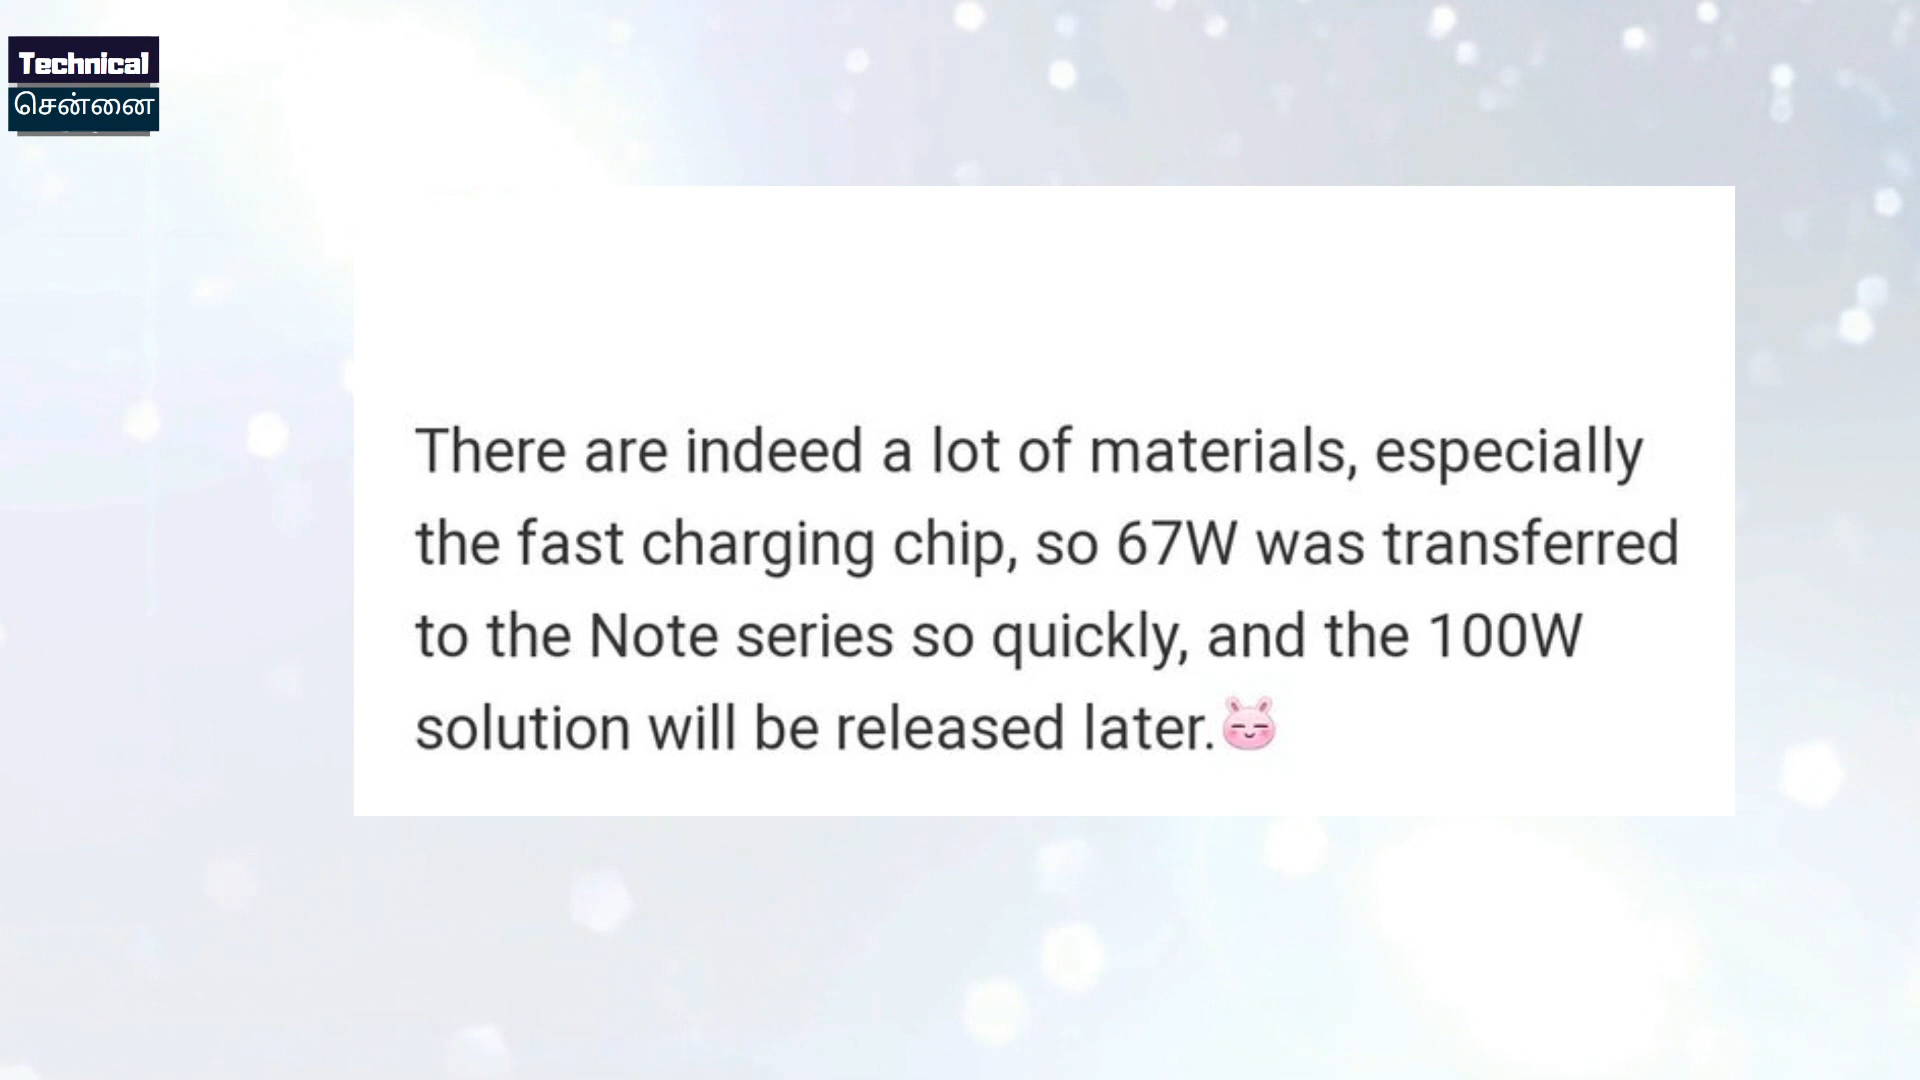 Technical
சென்னை
There are indeed a lot of materials, especially
the fast charging chip, so 67W was transferred
to the Note series so quickly, and the 100W
solution will be released later.